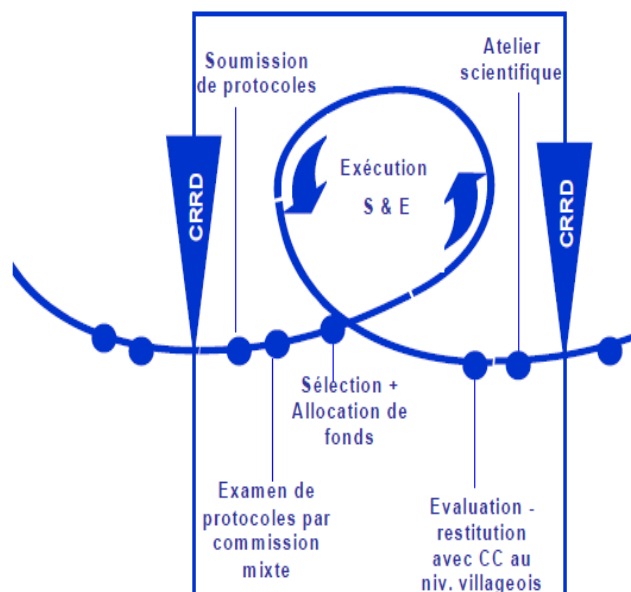 Soumission
de protocoles
Atelier
scientifique
CRRD
Exécution
S & E
CRRD
Sélection +
Allocation de
fonds
Examen de
protocoles par
commission
mixte
Evaluation -
restitution
avec CC au
niv. villageois